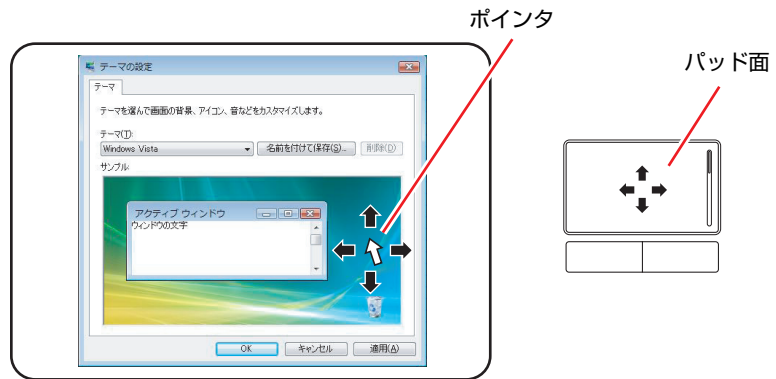 ポインタ
パッド面
テーマの設定
テーマ
テーマを選んで画面の背景、アイコン、音などをカスタマイズします。
テーマ(T):
Windows Vista
名前を付けて保存(S)...
削除(D)
サンプル:
アクティブ ウィンドウ
ウィンドウの文字
OK
キャンセル
適用(A)